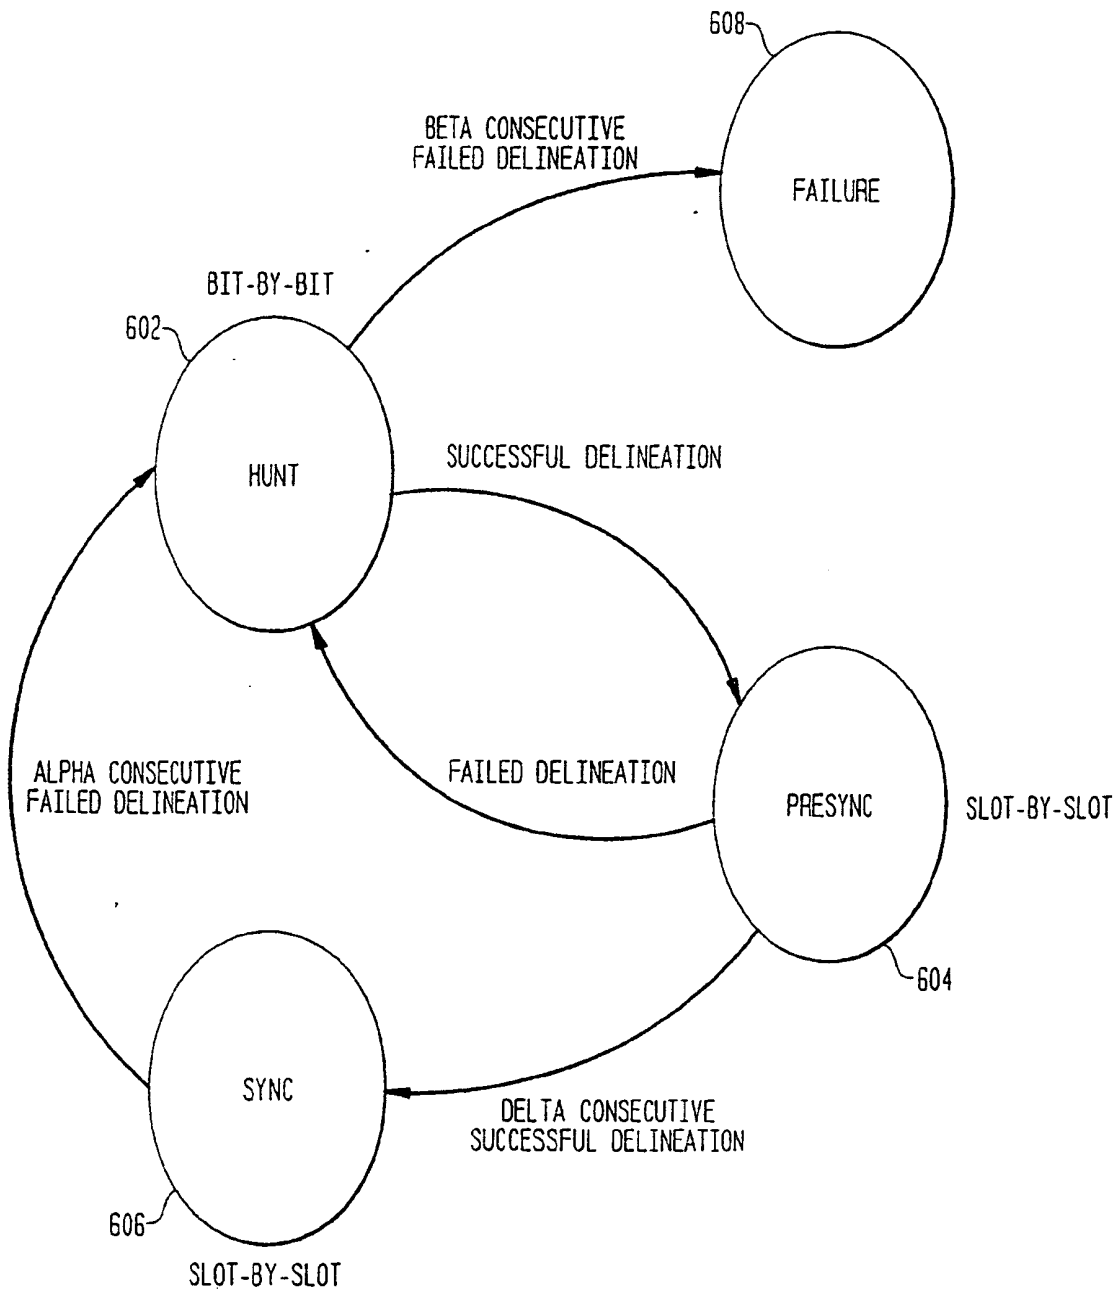 608
BETA CONSECUTIVE
FAILED DELINEATION
FAILURE
BIT-BY-BIT
602
HUNT
SUCCESSFUL DELINEATION
ALPHA CONSECUTIVE
FAILED DELINEATION
FAILED DELINEATION
PRESYNC
SLOT-BY-SLOT
604
SYNC
DELTA CONSECUTIVE
SUCCESSFUL DELINEATION
606
SLOT-BY-SLOT